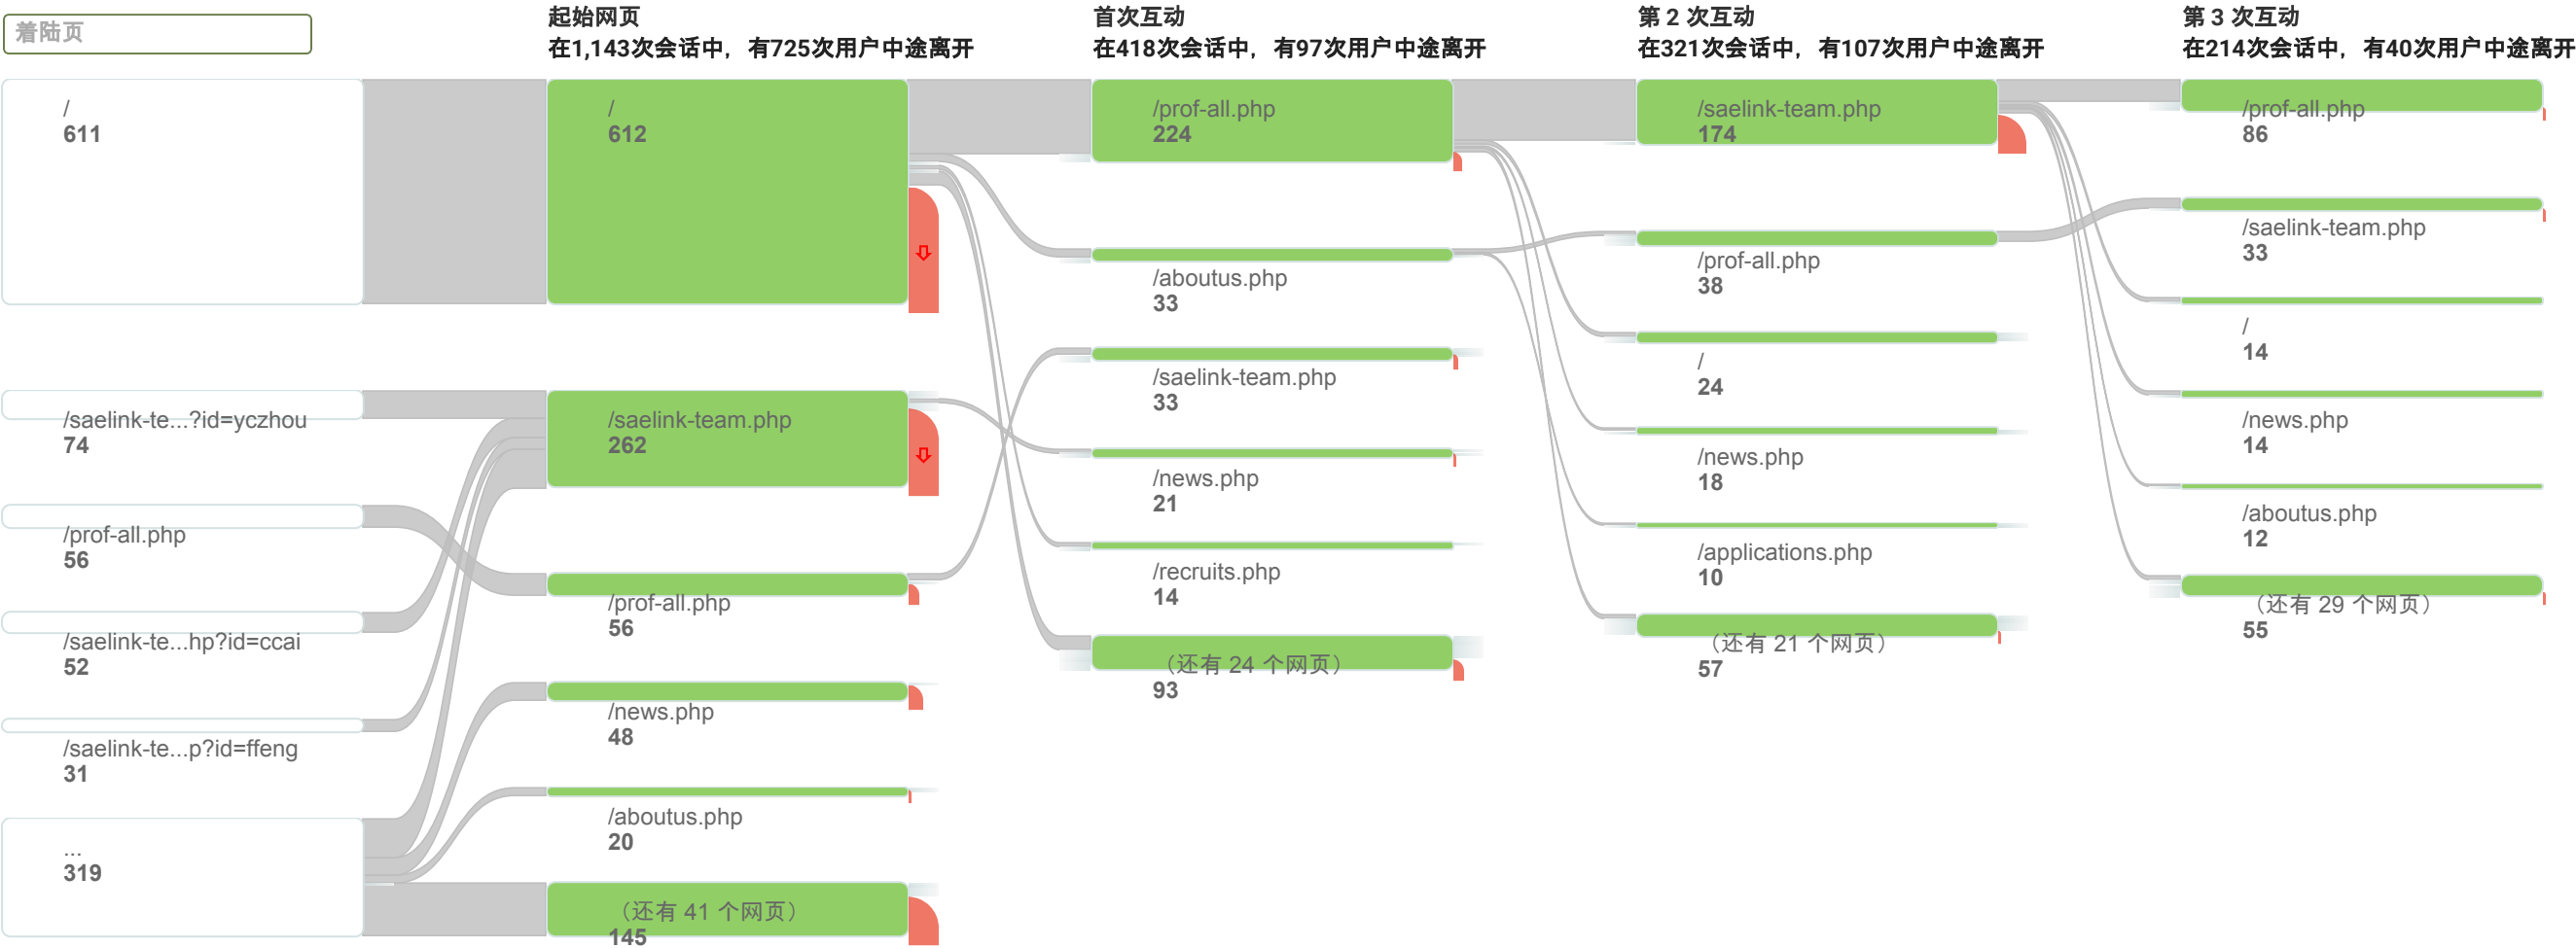 着陆页
起始网页
在1,143次会话中，有725次用户中途离开
首次互动
在418次会话中，有97次用户中途离开
第 2 次互动
在321次会话中，有107次用户中途离开
第 3 次互动
在214次会话中，有40次用户中途离开
/
611
/saelink-te...?id=yczhou
74
/prof-all.php
56
/saelink-te...hp?id=ccai
52
/saelink-te...p?id=ffeng
31
...
319
/
612
/saelink-team.php
262
/prof-all.php
56
/news.php
48
/aboutus.php
20
（还有 41 个网页）
145
/prof-all.php
224
/aboutus.php
33
/saelink-team.php
33
/news.php
21
/recruits.php
14
（还有 24 个网页）
93
/saelink-team.php
174
/prof-all.php
38
/
24
/news.php
18
/applications.php
10
（还有 21 个网页）
57
/prof-all.php
86
/saelink-team.php
33
/
14
/news.php
14
/aboutus.php
12
（还有 29 个网页）
55